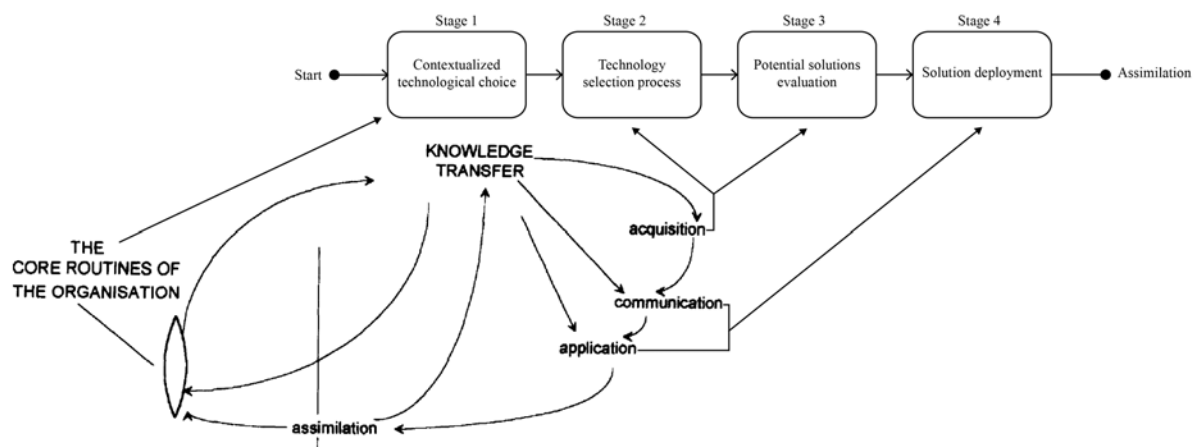 Stage 1
Stage 2
Stage 3
Stage 4
Start
Contextualized
technological choice
Technology
selection process
Potential solutions
evaluation
Solution deployment
Assimilation
KNOWLEDGE
TRANSFER
acquisition
THE
CORE ROUTINES OF
THE ORGANISATION
communication
application
assimilation